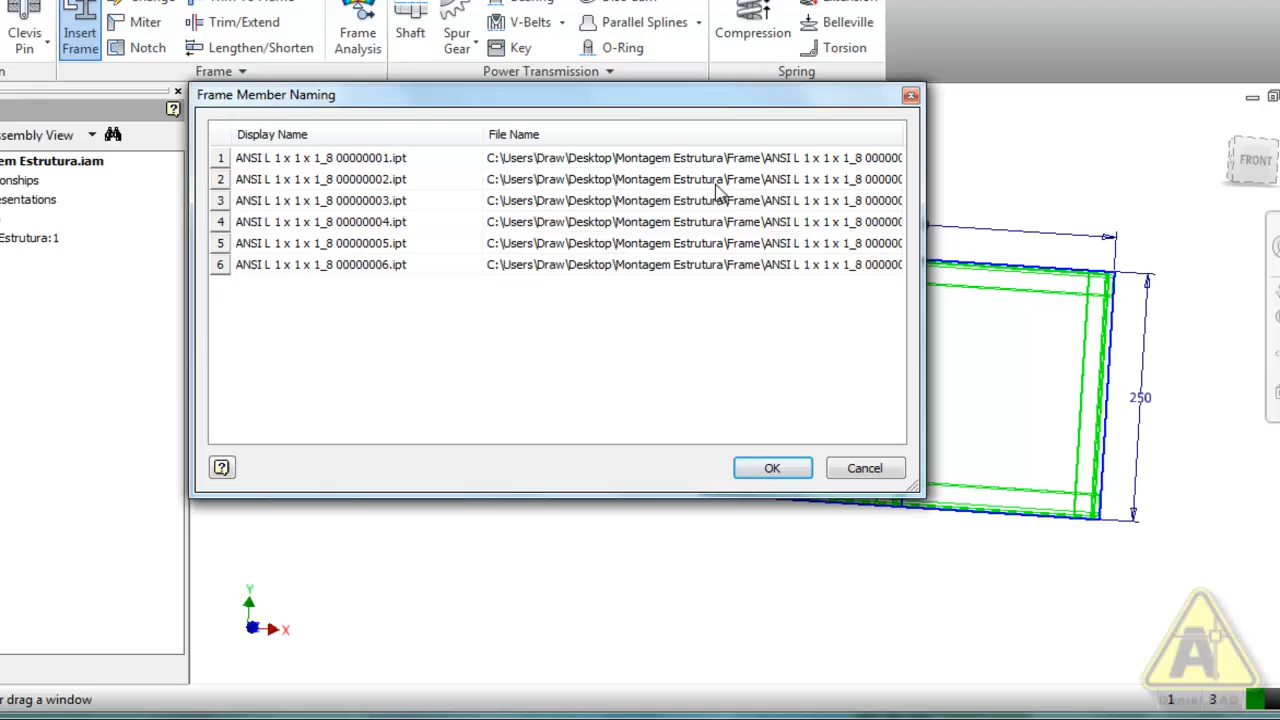 Clevis
Pin
Insert
Frame
Miter
Notch
Trim/Extend
Lengthen/Shorten
Frame
Analysis
Shaft
Spur
Gear
V-Belts
Key
Parallel Splines
O-Ring
Compression
Belleville
Torsion
Frame
Power Transmission
Spring
Frame Member Naming
Display Name File Name
1 ANSI L 1 x 1 x 1_8 00000001.ipt C:\Users\Draw\Desktop\Montagem Estrutura\Frame\ANSI L 1 x 1 x 1_8 000000
2 ANSI L 1 x 1 x 1_8 00000002.ipt C:\Users\Draw\Desktop\Montagem Estrutura\Frame\ANSI L 1 x 1 x 1_8 000000
3 ANSI L 1 x 1 x 1_8 00000003.ipt C:\Users\Draw\Desktop\Montagem Estrutura\Frame\ANSI L 1 x 1 x 1_8 000000
4 ANSI L 1 x 1 x 1_8 00000004.ipt C:\Users\Draw\Desktop\Montagem Estrutura\Frame\ANSI L 1 x 1 x 1_8 000000
5 ANSI L 1 x 1 x 1_8 00000005.ipt C:\Users\Draw\Desktop\Montagem Estrutura\Frame\ANSI L 1 x 1 x 1_8 000000
6 ANSI L 1 x 1 x 1_8 00000006.ipt C:\Users\Draw\Desktop\Montagem Estrutura\Frame\ANSI L 1 x 1 x 1_8 000000
OK Cancel
ssembly View
em Estrutura.iam
onships
esentations
Estrutura:1
FRONT
250
Y
X
r drag a window
1 3